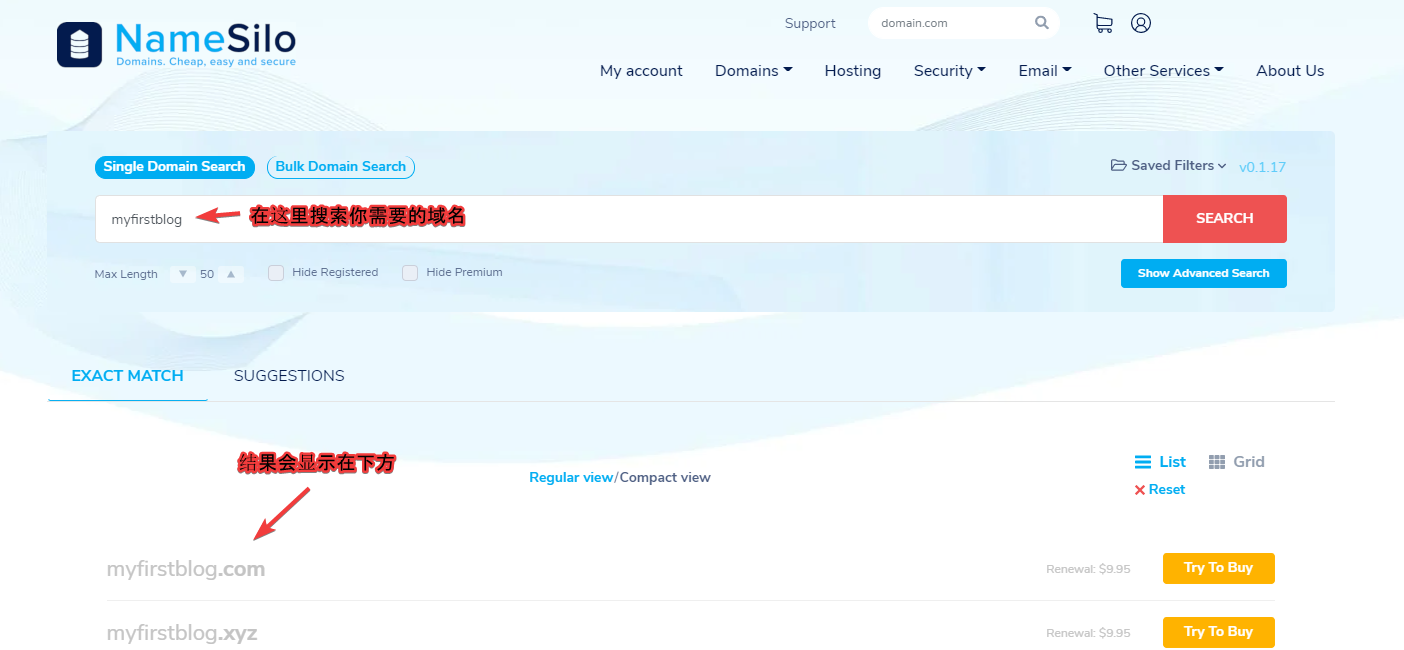 NameSilo
Domains. Cheap, easy and secure
Support
domain.com
My account Domains Hosting Security Email Other Services About Us
Single Domain Search Bulk Domain Search Saved Filters v0.1.17
myfirstblog 在这里搜索你需要的域名 SEARCH
Max Length 50 Hide Registered Hide Premium Show Advanced Search
EXACT MATCH SUGGESTIONS
结果会显示在下方
Regular view/Compact view
List Grid
Reset
myfirstblog.com Renewal: $9.95 Try To Buy
myfirstblog.xyz Renewal: $9.95 Try To Buy